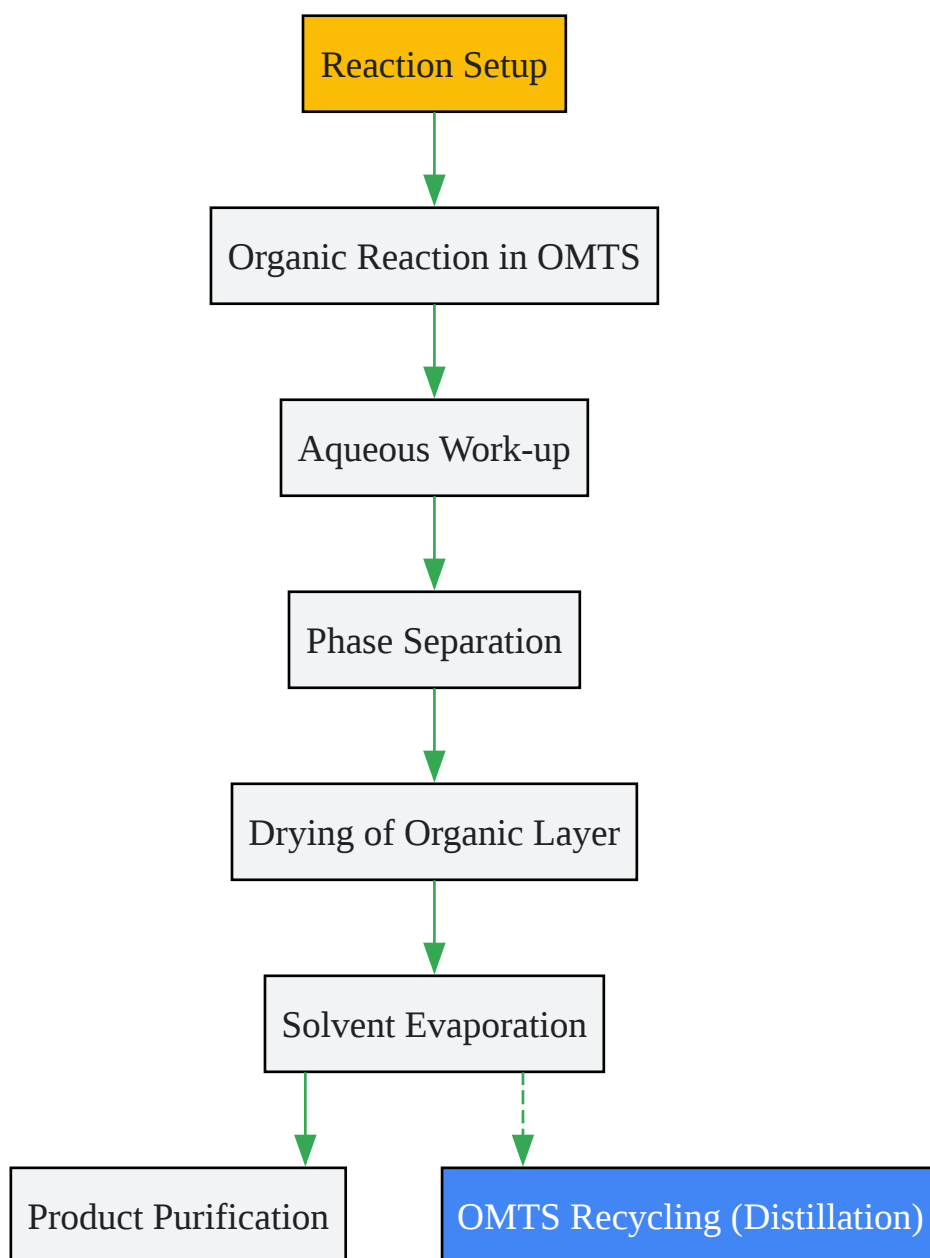 Reaction Setup
Organic Reaction in OMTS
Aqueous Work-up
Phase Separation
Drying of Organic Layer
Solvent Evaporation
Product Purification
OMTS Recycling (Distillation)